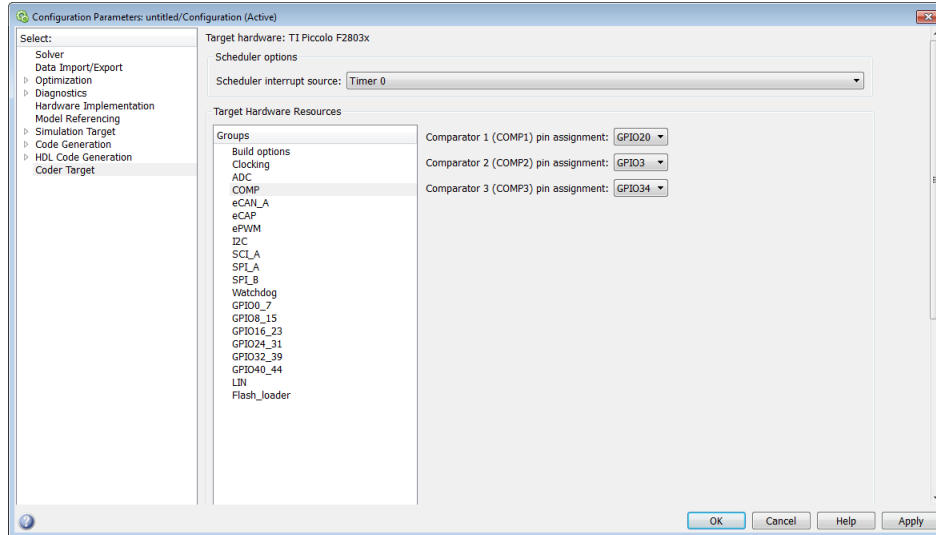 Configuration Parameters: untitled/Configuration (Active)
Select:
Solver
Data Import/Export
Optimization
Diagnostics
Hardware Implementation
Model Referencing
Simulation Target
Code Generation
HDL Code Generation
Coder Target
Target hardware: TI Piccolo F2803x
Scheduler options
Scheduler interrupt source: Timer 0
Target Hardware Resources
Groups
Build options
Clocking
ADC
COMP
eCAN_A
eCAP
ePWM
I2C
SCI_A
SPI_A
SPI_B
Watchdog
GPIO0_7
GPIO8_15
GPIO16_23
GPIO24_31
GPIO32_39
GPIO40_44
LIN
Flash_loader
Comparator 1 (COMP1) pin assignment: GPIO20
Comparator 2 (COMP2) pin assignment: GPIO3
Comparator 3 (COMP3) pin assignment: GPIO34
OK Cancel Help Apply